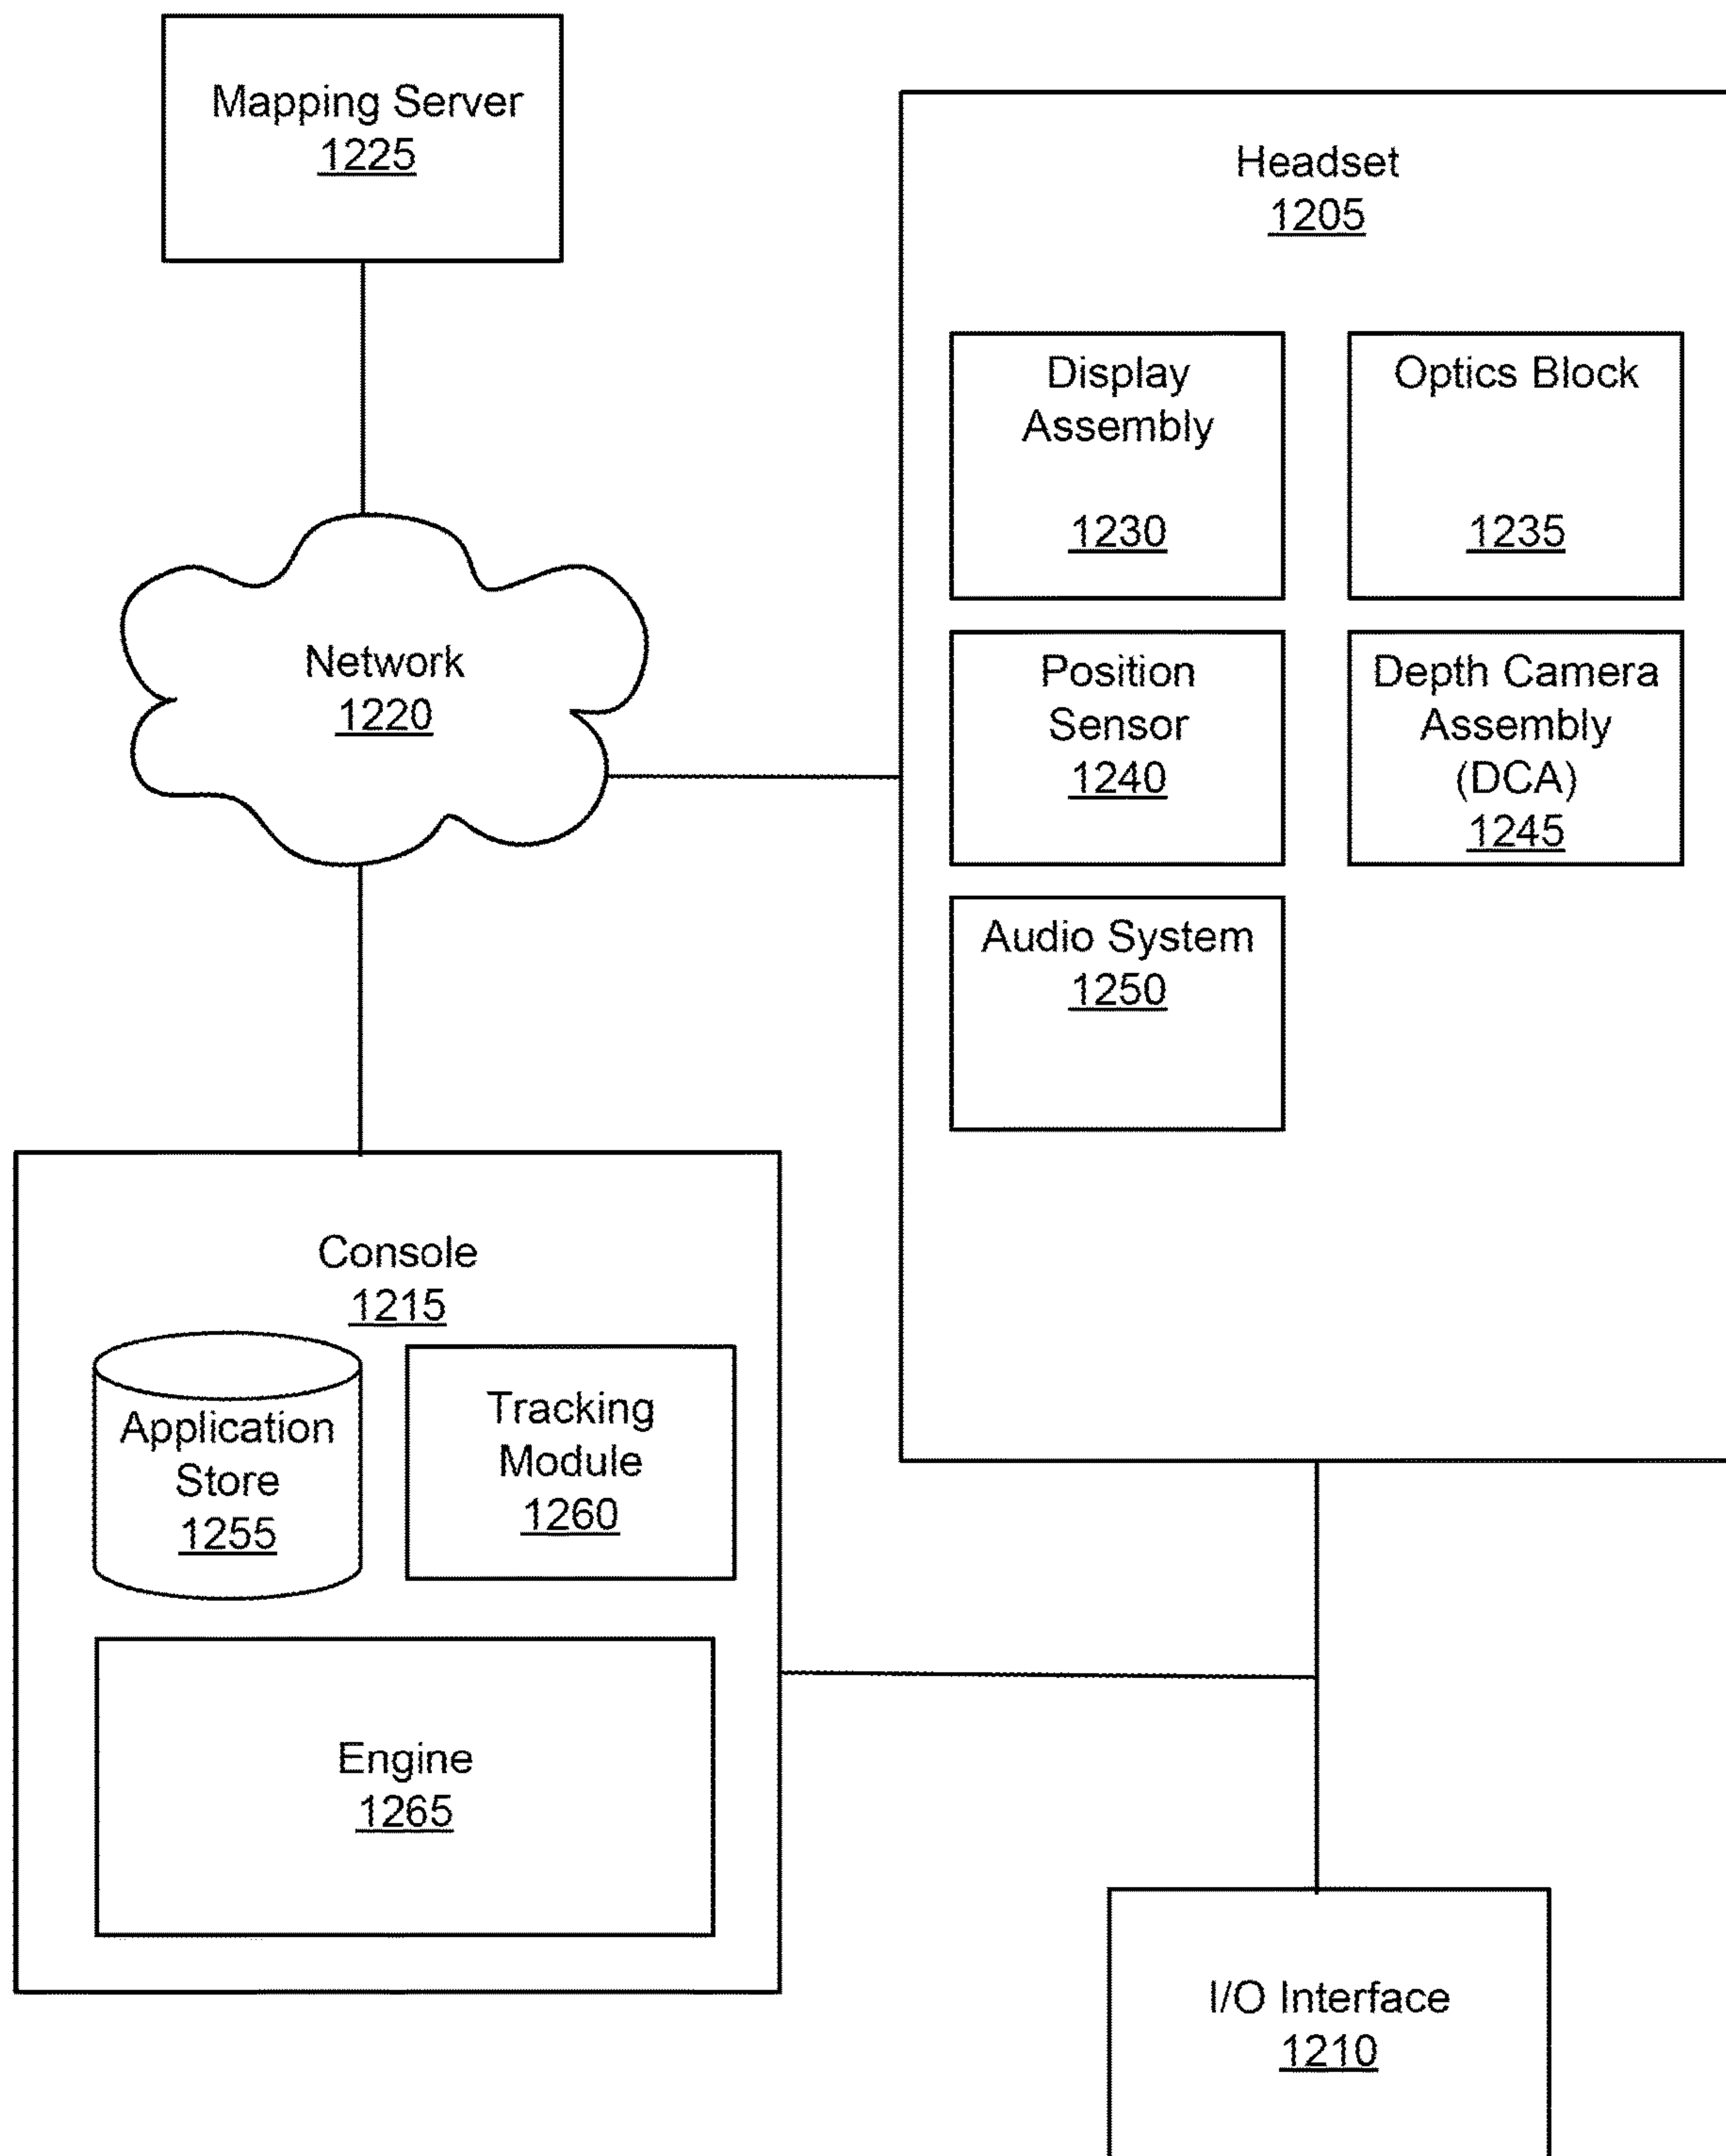 Mapping Server
1225
Headset
1205
Display
Assembly
1230
Optics Block
1235
Position
Sensor
1240
Depth Camera
Assembly
(DCA)
1245
Audio System
1250
Network
1220
Console
1215
Application
Store
1255
Tracking
Module
1260
Engine
1265
I/O Interface
1210